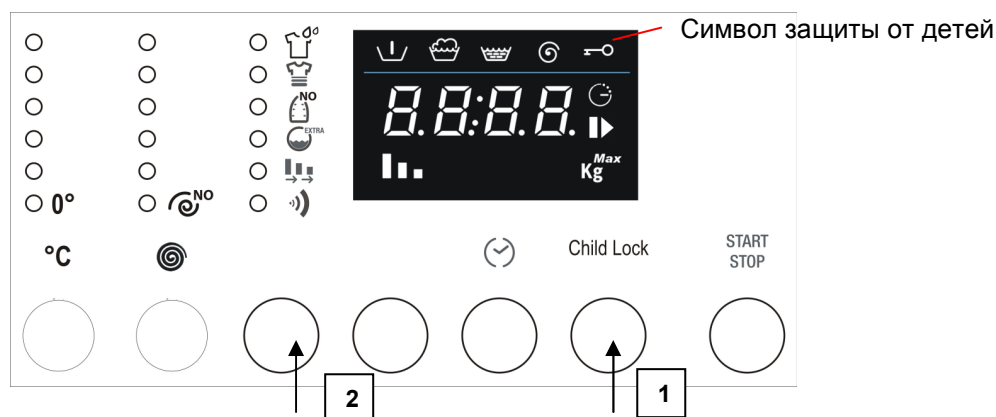 Символ защиты от детей
NO
8.8:8.8.
EXTRA
Max
Kg
0°
NO
°C
Child Lock
START
STOP
2
1